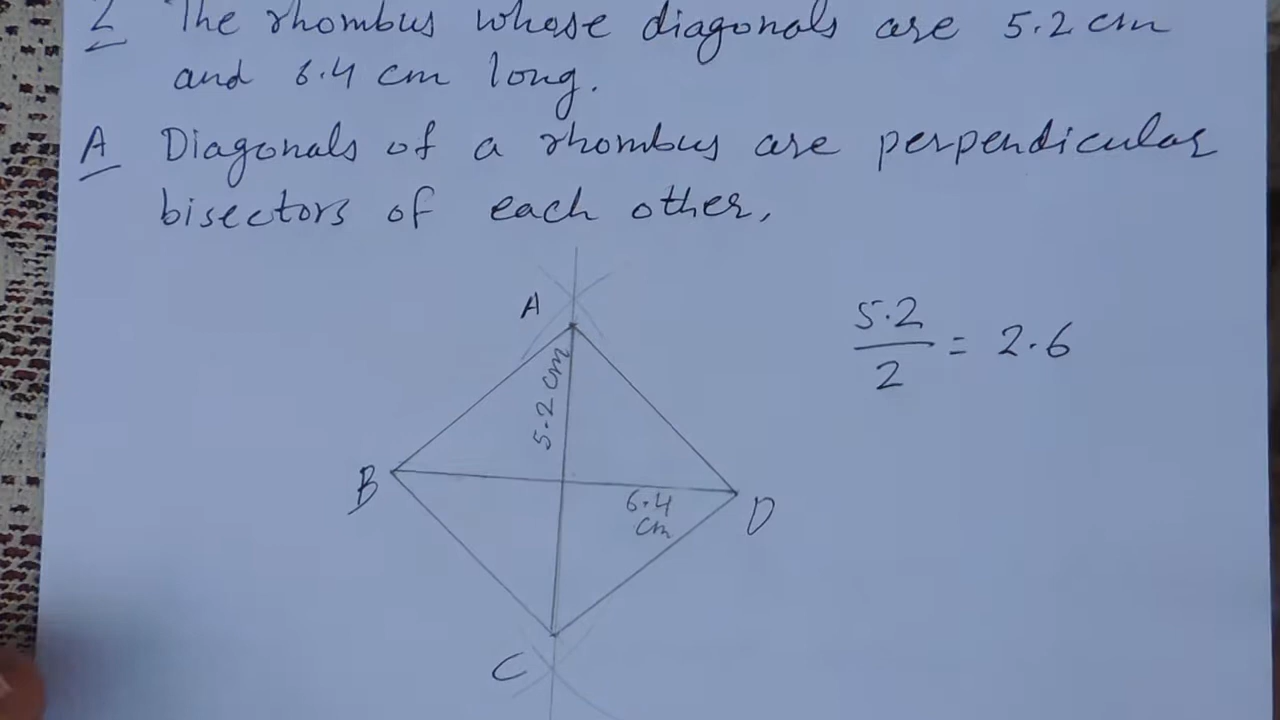 2 The rhombus whose diagonals are 5.2 cm
and 6.4 cm long.
A Diagonals of a rhombus are perpendicular
bisectors of each other,
A
5.2 cm
B
6.4
cm
D
C
5.2
2
= 2.6